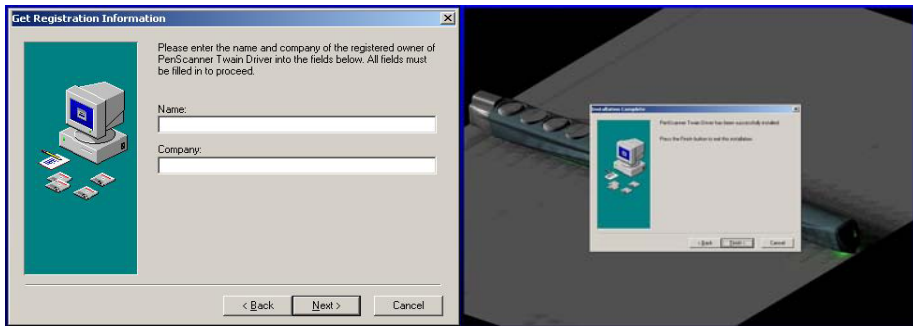 Get Registration Information
Please enter the name and company of the registered owner of
PenScanner Twain Driver into the fields below. All fields must
be filled in to proceed.
Name:
Company:
< Back
Next >
Cancel
Installation Complete
PenScanner Twain Driver has been successfully installed.
Press the Finish button to exit this installation.
< Back
Finish >
Cancel